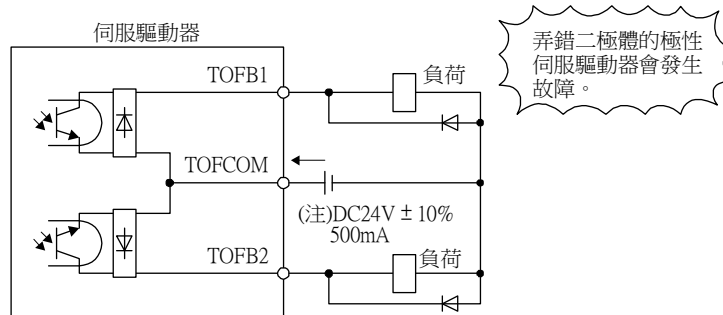 伺服驅動器
弄錯二極體的極性
伺服驅動器會發生
故障。
TOFB1
負荷
TOFCOM
(注)DC24V ± 10%
500mA
TOFB2
負荷